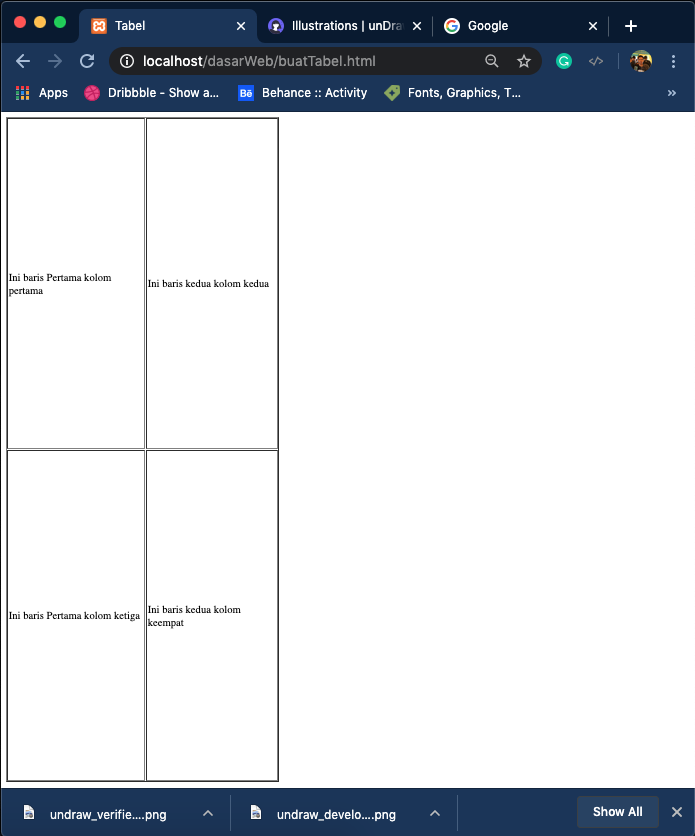 Tabel
Illustrations | unDra
Google
localhost/dasarWeb/buatTabel.html
Apps
Dribbble - Show a...
Bē
Behance :: Activity
Fonts, Graphics, T...
Ini baris Pertama kolom
pertama
Ini baris kedua kolom kedua
Ini baris Pertama kolom ketiga
Ini baris kedua kolom
keempat
undraw_verifie....png
undraw_develo....png
Show All